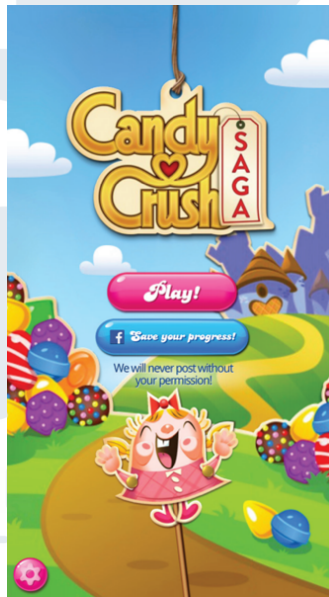 Candy
Crush
SAGA
Play!
Save your progress!
We will never post without
your permission!